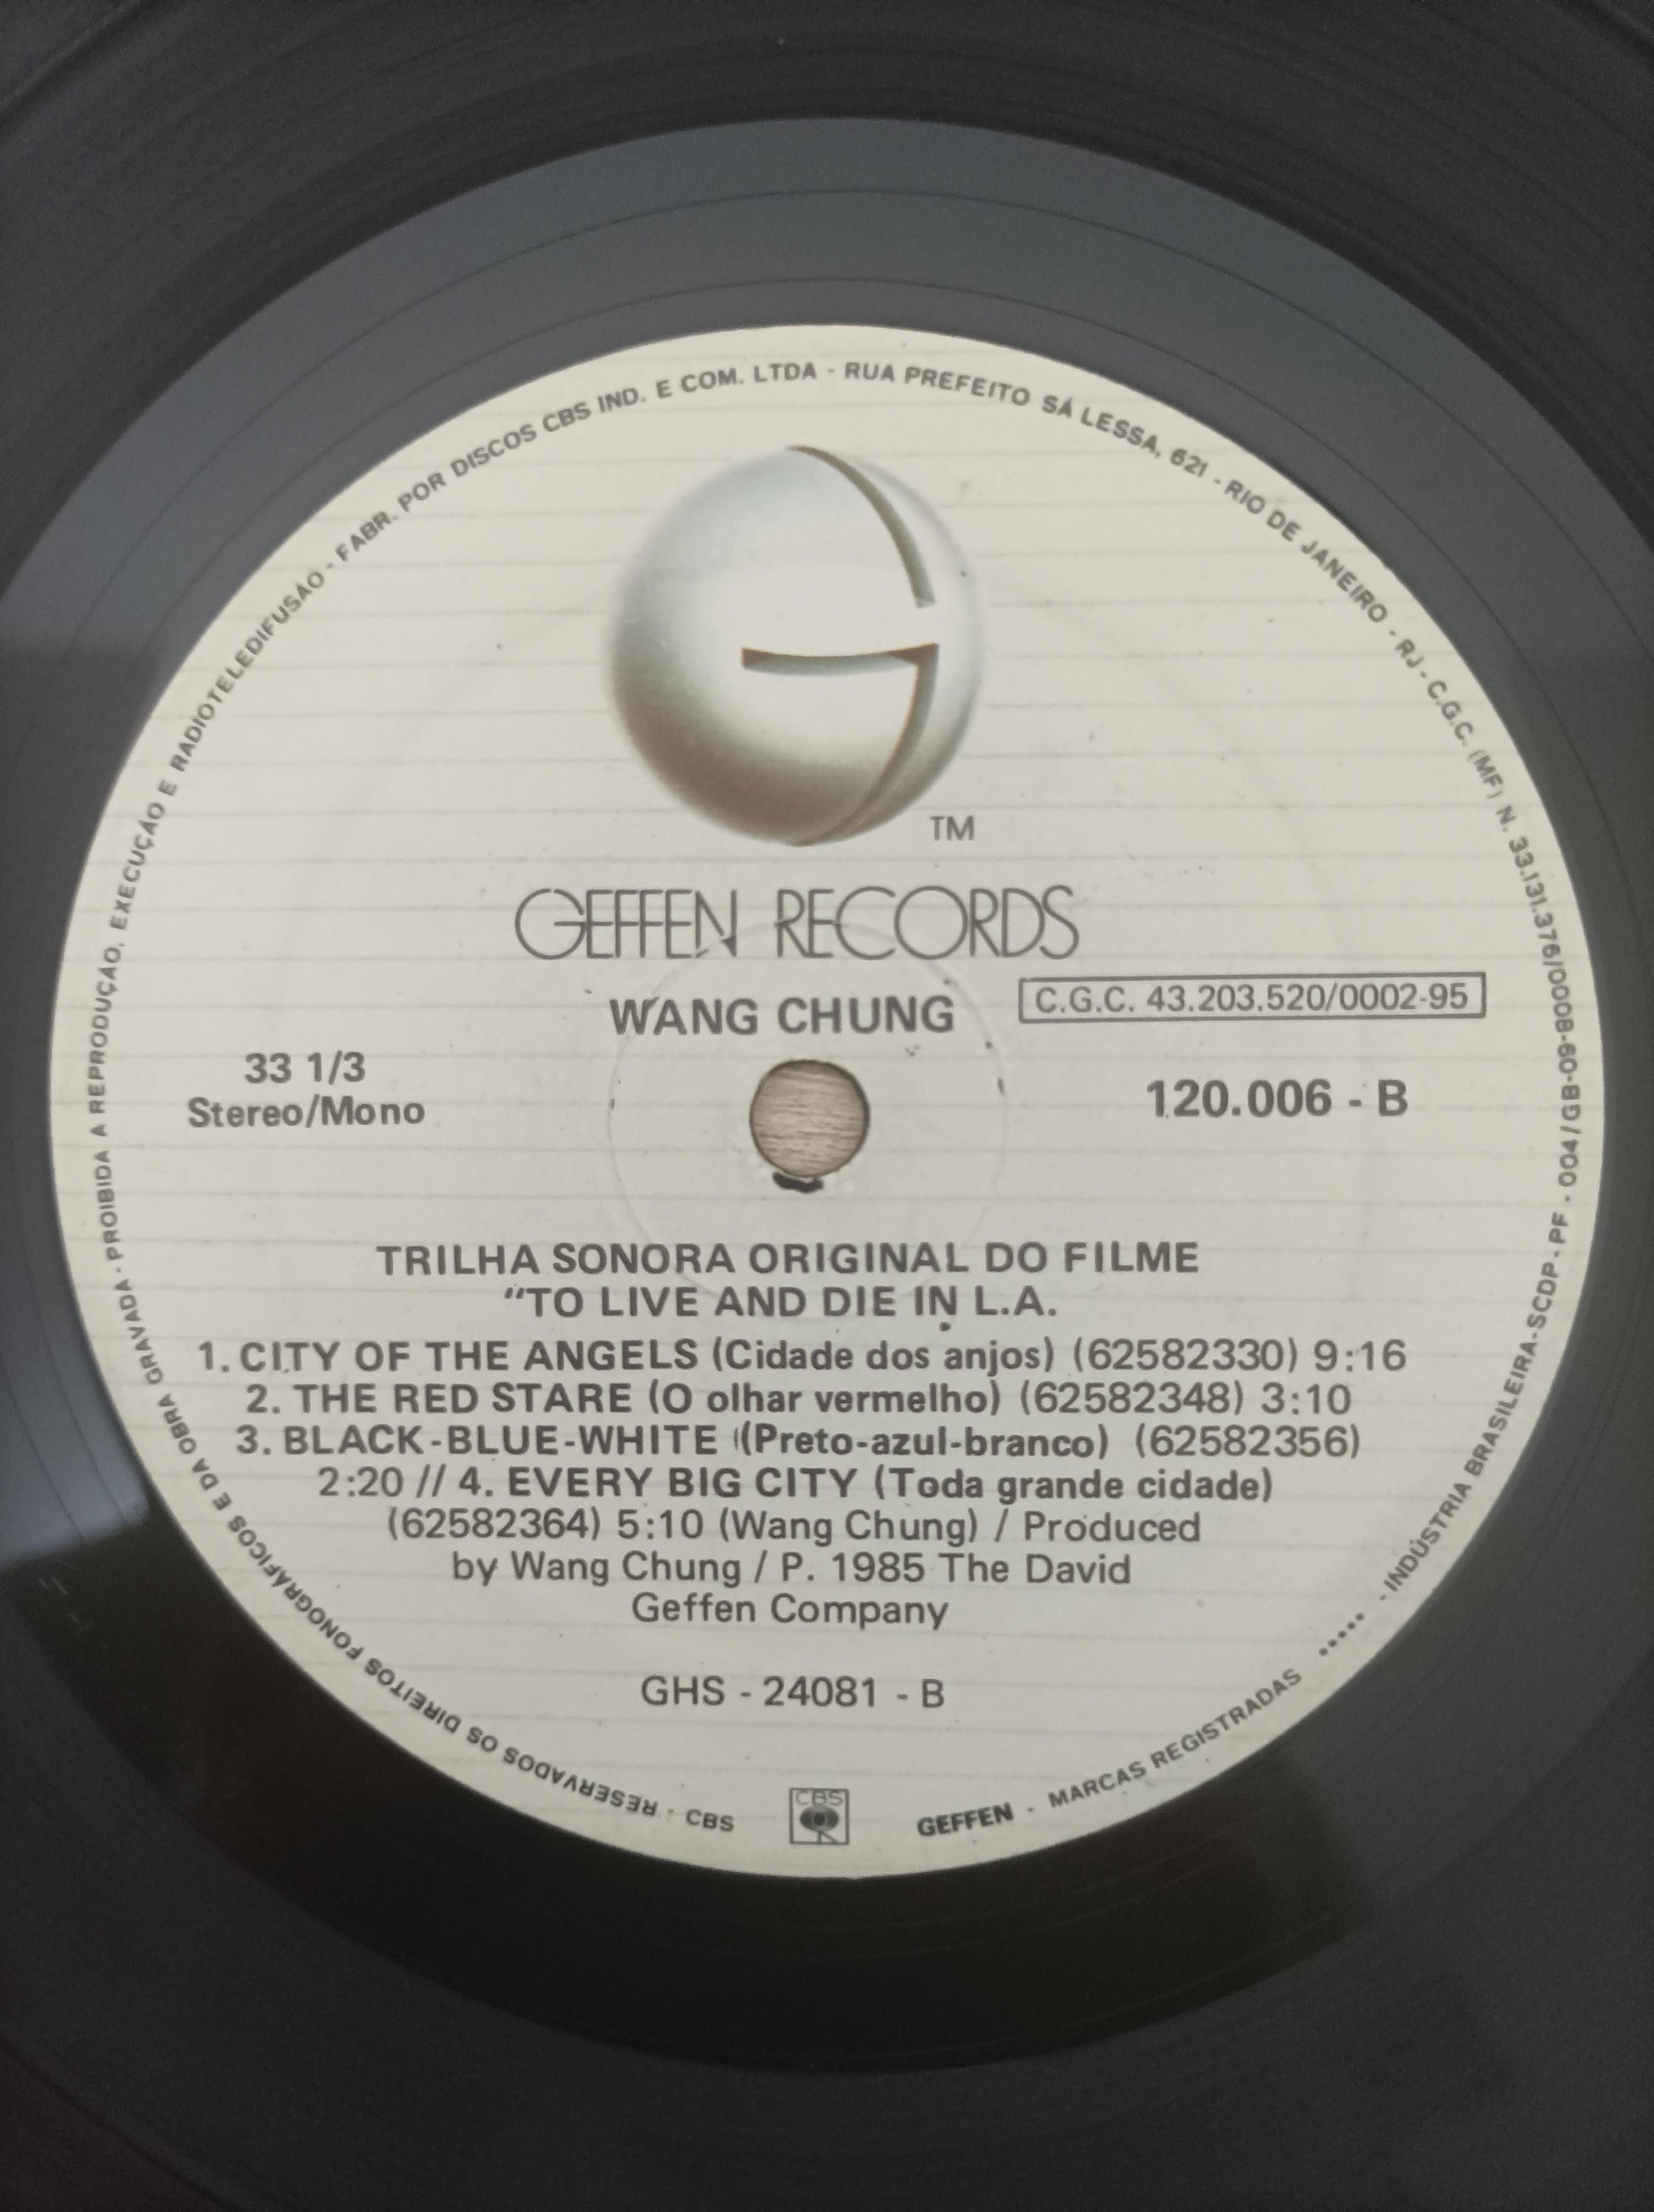 RESERVADOS OS DIREITOS FONOGRÁFICOS E DA OBRA GRAVADA - PROIBIDA A REPRODUÇÃO, EXECUÇÃO E RADIOTELEDIFUSÃO - FABR. POR DISCOS CBS IND. E COM. LTDA - RUA PREFEITO SÁ LESSA, 621 - RIO DE JANEIRO - RJ - C.G.C. (MF) N. 33.131.376/0008-60-GB-004/ - PF - SCDP - INDÚSTRIA BRASILEIRA - .....
TM
GEFFEN RECORDS
WANG CHUNG
C.G.C. 43.203.520/0002-95
33 1/3
Stereo/Mono
120.006 - B
TRILHA SONORA ORIGINAL DO FILME
"TO LIVE AND DIE IN L.A.
1. CITY OF THE ANGELS (Cidade dos anjos) (62582330) 9:16
2. THE RED STARE (O olhar vermelho) (62582348) 3:10
3. BLACK-BLUE-WHITE ((Preto-azul-branco) (62582356)
2:20 // 4. EVERY BIG CITY (Toda grande cidade)
(62582364) 5:10 (Wang Chung) / Produced
by Wang Chung / P. 1985 The David
Geffen Company
GHS - 24081 - B
CBS
CBS
GEFFEN - MARCAS REGISTRADAS